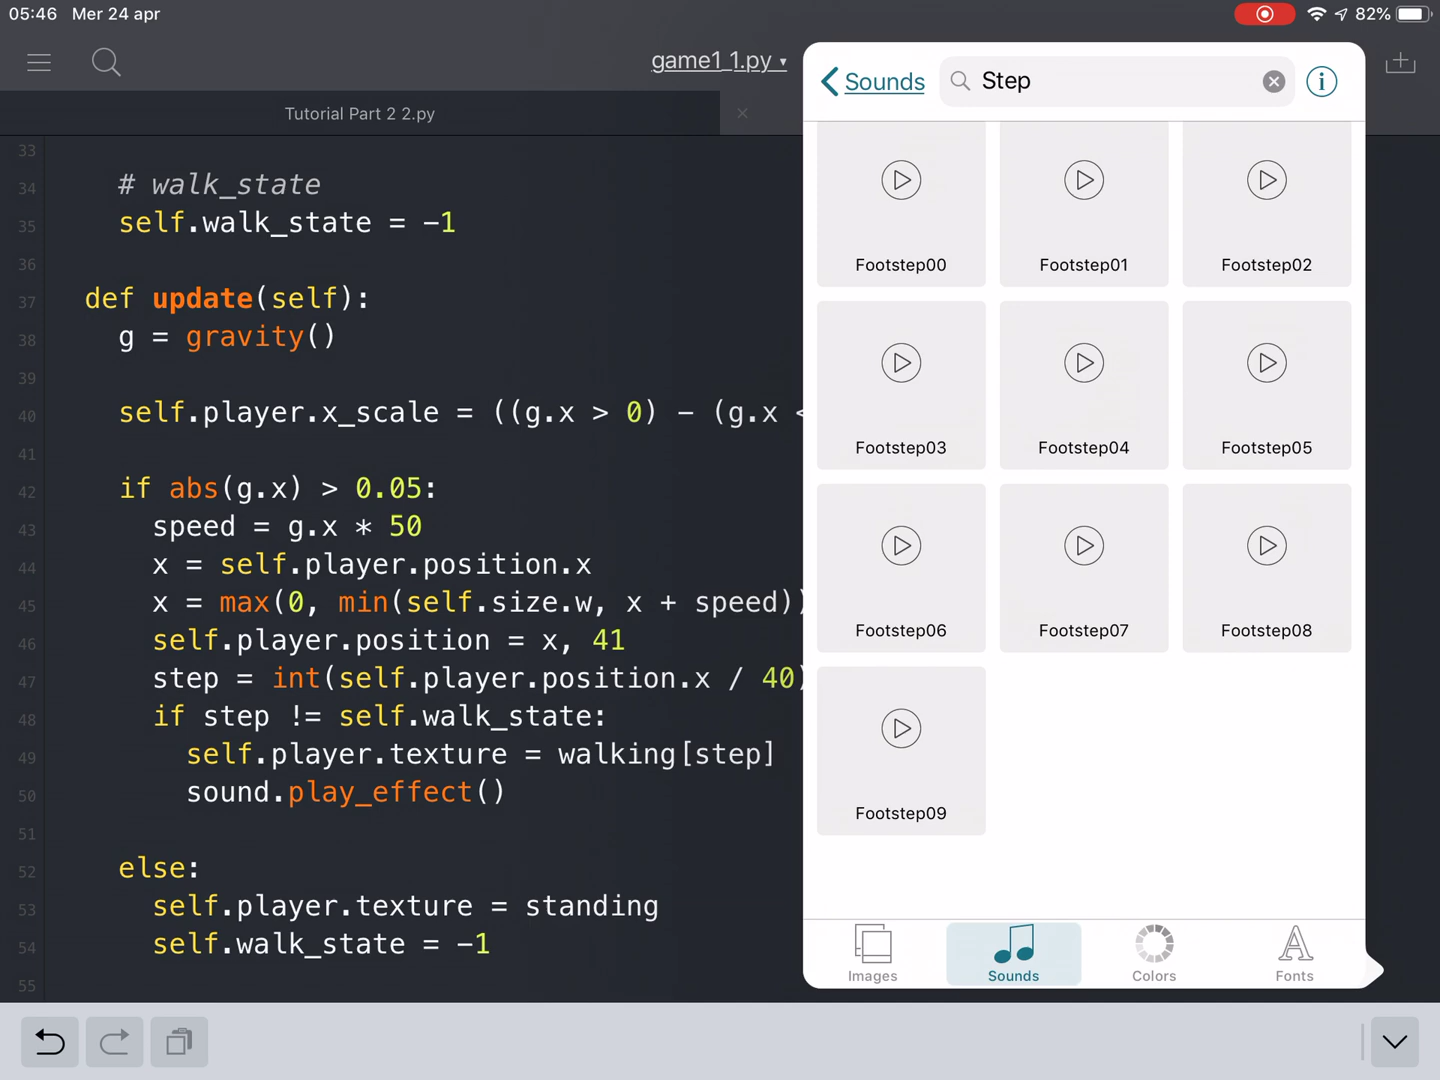 05:46 Mer 24 apr
82%
game1_1.py ▾
Tutorial Part 2 2.py
33
34 # walk_state
35 self.walk_state = -1
36
37 def update(self):
38 g = gravity()
39
40 self.player.x_scale = ((g.x > 0) - (g.x <
41
42 if abs(g.x) > 0.05:
43 speed = g.x * 50
44 x = self.player.position.x
45 x = max(0, min(self.size.w, x + speed))
46 self.player.position = x, 41
47 step = int(self.player.position.x / 40)
48 if step != self.walk_state:
49 self.player.texture = walking[step]
50 sound.play_effect()
51
52 else:
53 self.player.texture = standing
54 self.walk_state = -1
55
Sounds
Step
Footstep00
Footstep01
Footstep02
Footstep03
Footstep04
Footstep05
Footstep06
Footstep07
Footstep08
Footstep09
Images
Sounds
Colors
Fonts